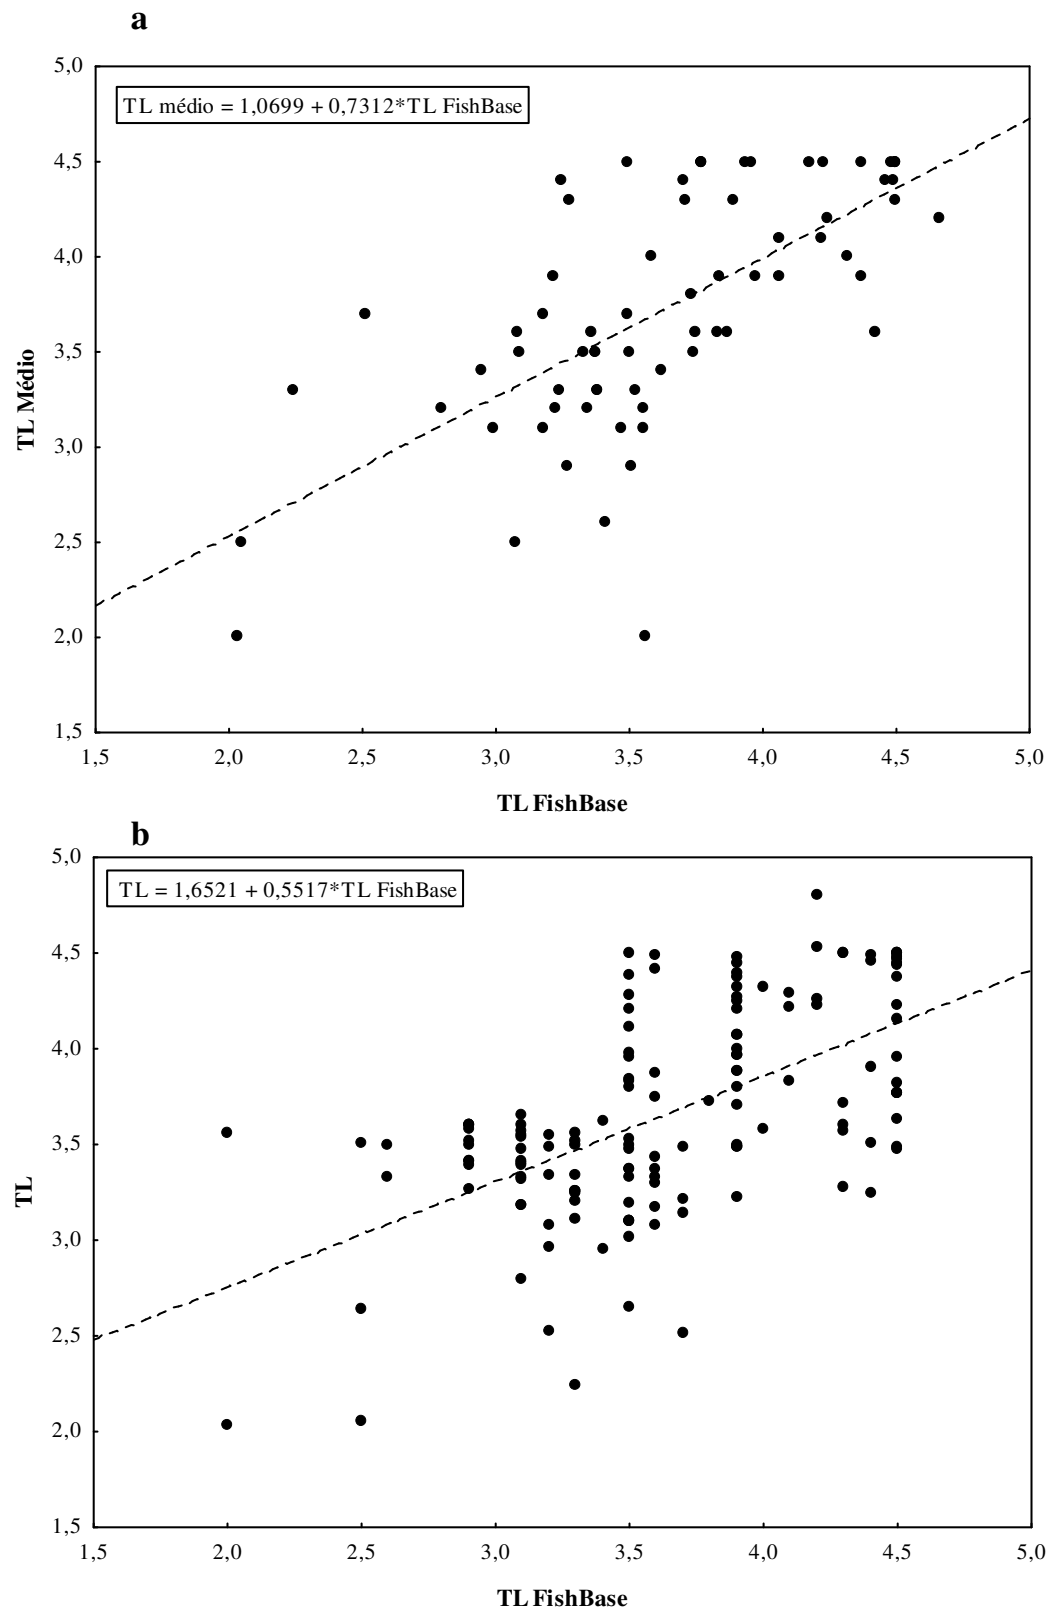 a
5,0
TL médio = 1,0699 + 0,7312*TL FishBase
4,5
4,0
3,5
3,0
2,5
2,0
1,5
TL Médio
1,5 2,0 2,5 3,0 3,5 4,0 4,5 5,0
TL FishBase
b
5,0
TL = 1,6521 + 0,5517*TL FishBase
4,5
4,0
3,5
3,0
2,5
2,0
1,5
TL
1,5 2,0 2,5 3,0 3,5 4,0 4,5 5,0
TL FishBase